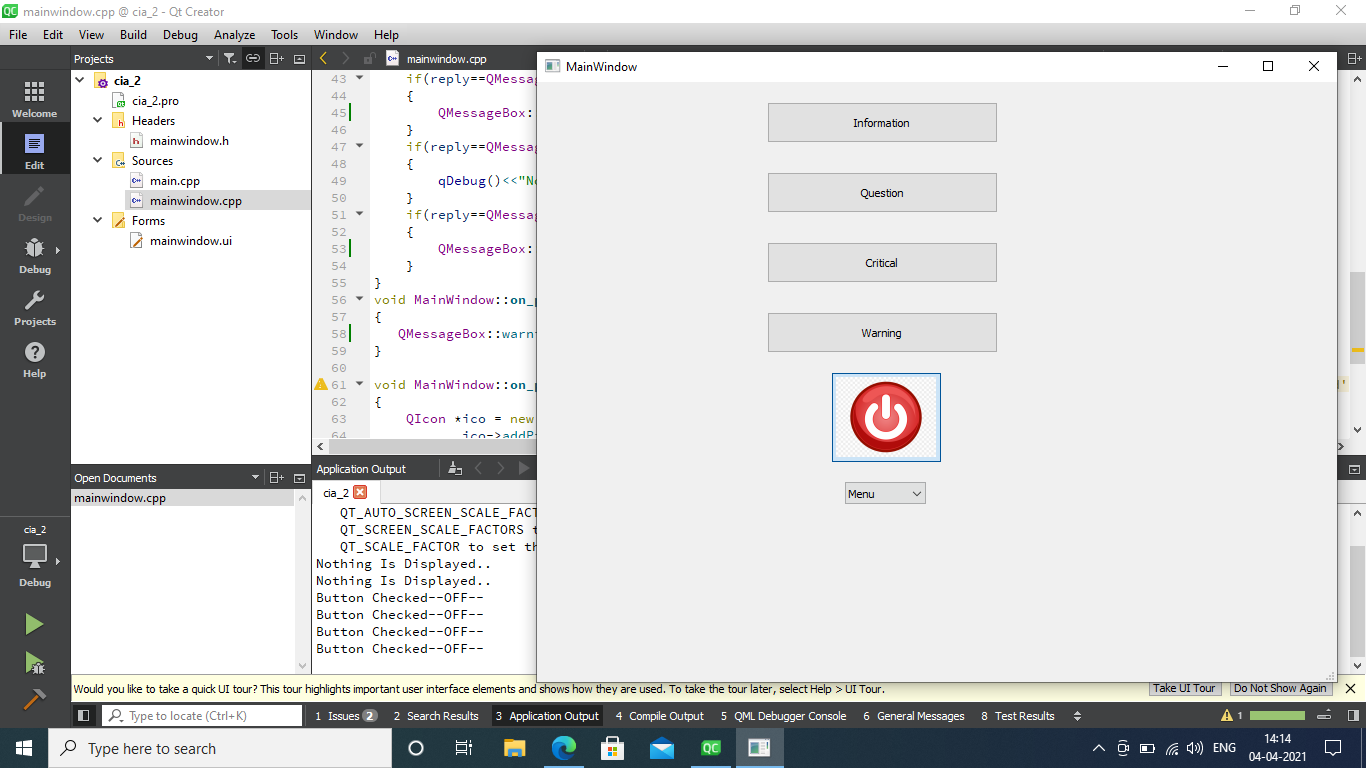 mainwindow.cpp @ cia_2 - Qt Creator
File Edit View Build Debug Analyze Tools Window Help
Projects
mainwindow.cpp
Welcome
Edit
Design
Debug
Projects
Help
cia_2
Debug
cia_2
cia_2.pro
Headers
mainwindow.h
Sources
main.cpp
mainwindow.cpp
Forms
mainwindow.ui
Open Documents
mainwindow.cpp
43 if(reply==QMessag
44 {
45 QMessageBox:
46 }
47 if(reply==QMessag
48 {
49 qDebug()<<"No
50 }
51 if(reply==QMessag
52 {
53 QMessageBox:
54 }
55 }
56 void MainWindow::on_p
57 {
58 QMessageBox::warn
59 }
60
61 void MainWindow::on_p
62 {
63 QIcon *ico = new
64 ico->addP
Application Output
cia_2
QT_AUTO_SCREEN_SCALE_FACT
QT_SCREEN_SCALE_FACTORS t
QT_SCALE_FACTOR to set th
Nothing Is Displayed..
Nothing Is Displayed..
Button Checked--OFF--
Button Checked--OFF--
Button Checked--OFF--
Button Checked--OFF--
MainWindow
Information
Question
Critical
Warning
Menu
Would you like to take a quick UI tour? This tour highlights important user interface elements and shows how they are used. To take the tour later, select Help > UI Tour.
Take UI Tour Do Not Show Again
Type to locate (Ctrl+K) 1 Issues 2 2 Search Results 3 Application Output 4 Compile Output 5 QML Debugger Console 6 General Messages 8 Test Results 1
Type here to search
QC
ENG
14:14
04-04-2021